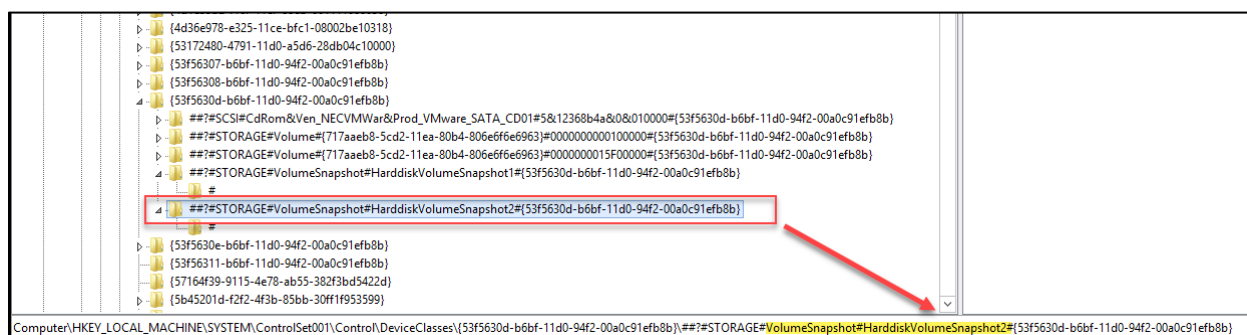 {4d36e978-e325-11ce-bfc1-08002be10318}
{53172480-4791-11d0-a5d6-28db04c10000}
{53f56307-b6bf-11d0-94f2-00a0c91efb8b}
{53f56308-b6bf-11d0-94f2-00a0c91efb8b}
{53f5630d-b6bf-11d0-94f2-00a0c91efb8b}
##?#SCSI#CdRom&Ven_NECVMWar&Prod_VMware_SATA_CD01#5&12368b4a&0&010000#{53f5630d-b6bf-11d0-94f2-00a0c91efb8b}
##?#STORAGE#Volume#{717aaeb8-5cd2-11ea-80b4-806e6f6e6963}#0000000000100000#{53f5630d-b6bf-11d0-94f2-00a0c91efb8b}
##?#STORAGE#Volume#{717aaeb8-5cd2-11ea-80b4-806e6f6e6963}#0000000015F00000#{53f5630d-b6bf-11d0-94f2-00a0c91efb8b}
##?#STORAGE#VolumeSnapshot#HarddiskVolumeSnapshot1#{53f5630d-b6bf-11d0-94f2-00a0c91efb8b}
#
##?#STORAGE#VolumeSnapshot#HarddiskVolumeSnapshot2#{53f5630d-b6bf-11d0-94f2-00a0c91efb8b}
#
{53f5630e-b6bf-11d0-94f2-00a0c91efb8b}
{53f56311-b6bf-11d0-94f2-00a0c91efb8b}
{57164f39-9115-4e78-ab55-382f3bd5422d}
{5b45201d-f2f2-4f3b-85bb-30ff1f953599}
Computer\HKEY_LOCAL_MACHINE\SYSTEM\ControlSet001\Control\DeviceClasses\{53f5630d-b6bf-11d0-94f2-00a0c91efb8b}\##?#STORAGE#VolumeSnapshot#HarddiskVolumeSnapshot2#{53f5630d-b6bf-11d0-94f2-00a0c91efb8b}